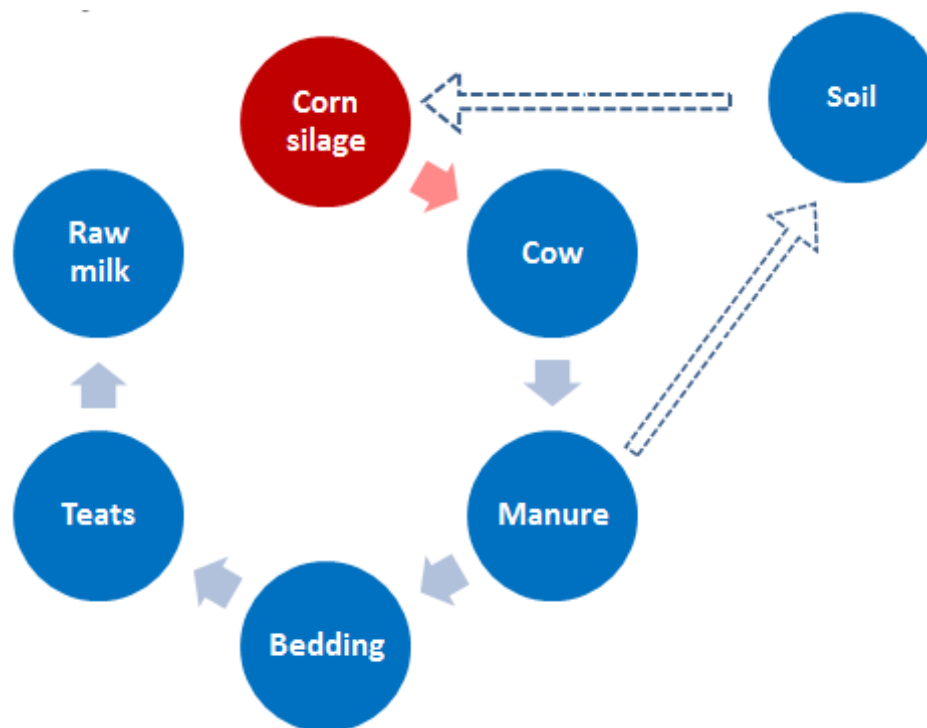 Corn
silage
Soil
Cow
Raw
milk
Manure
Teats
Bedding